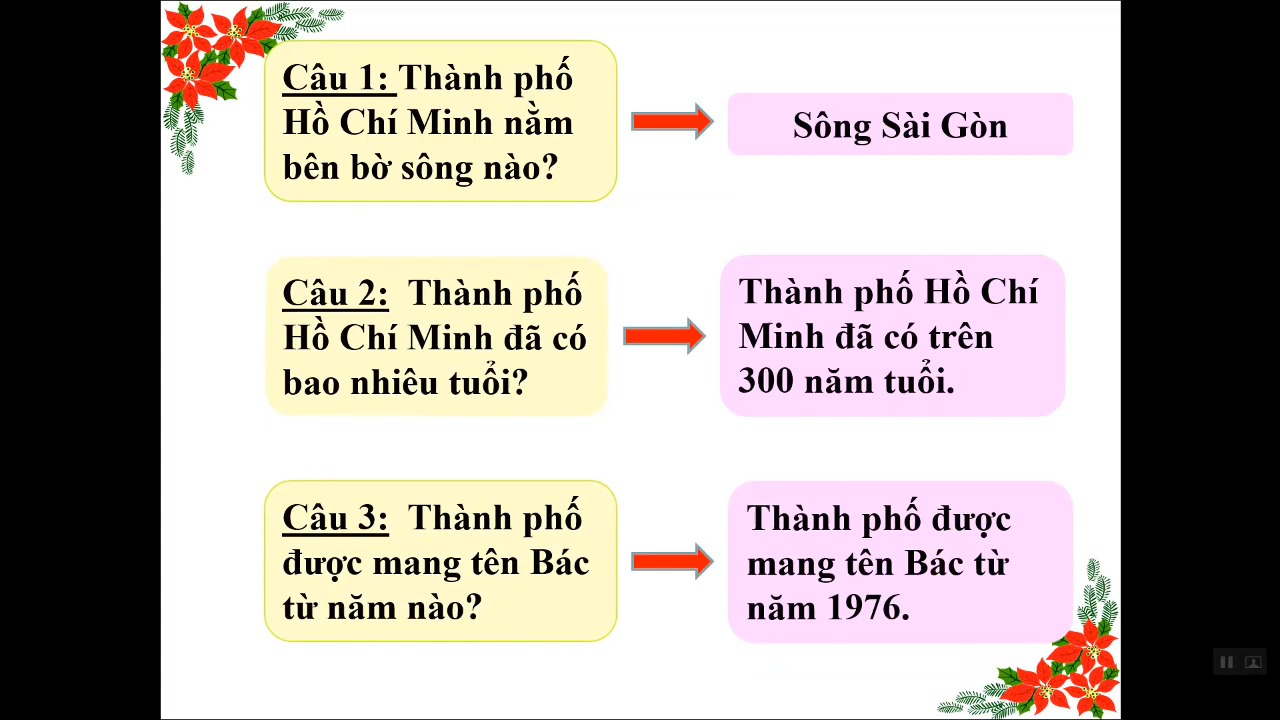 Câu 1: Thành phố
Hồ Chí Minh nằm
bên bờ sông nào?
Sông Sài Gòn
Câu 2: Thành phố
Hồ Chí Minh đã có
bao nhiêu tuổi?
Thành phố Hồ Chí
Minh đã có trên
300 năm tuổi.
Câu 3: Thành phố
được mang tên Bác
từ năm nào?
Thành phố được
mang tên Bác từ
năm 1976.